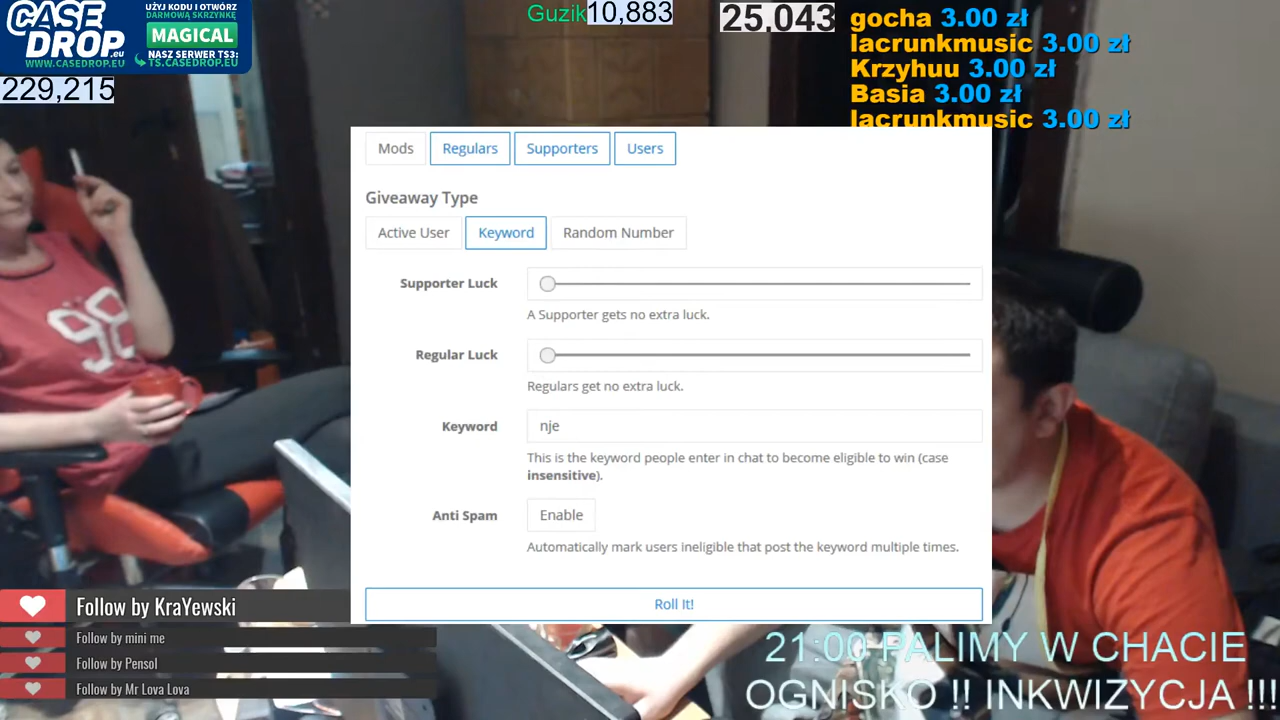 CASE
DROP.eu
WWW.CASEDROP.EU
UŻYJ KODU I OTWÓRZ
DARMOWĄ SKRZYNKĘ
MAGICAL
NASZ SERWER TS3:
TS.CASEDROP.EU
229,215
Guzik10,883
25,043
gocha 3.00 zł
lacrunkmusic 3.00 zł
Krzyhuu 3.00 zł
Basia 3.00 zł
lacrunkmusic 3.00 zł
98
Mods Regulars Supporters Users
Giveaway Type
Active User Keyword Random Number
Supporter Luck
A Supporter gets no extra luck.
Regular Luck
Regulars get no extra luck.
Keyword nje
This is the keyword people enter in chat to become eligible to win (case
insensitive).
Anti Spam Enable
Automatically mark users ineligible that post the keyword multiple times.
Roll It!
Follow by KraYewski
Follow by mini me
Follow by Pensol
Follow by Mr Lova Lova
21:00 PALIMY W CHACIE
OGNISKO !! INKWIZYCJA !!!